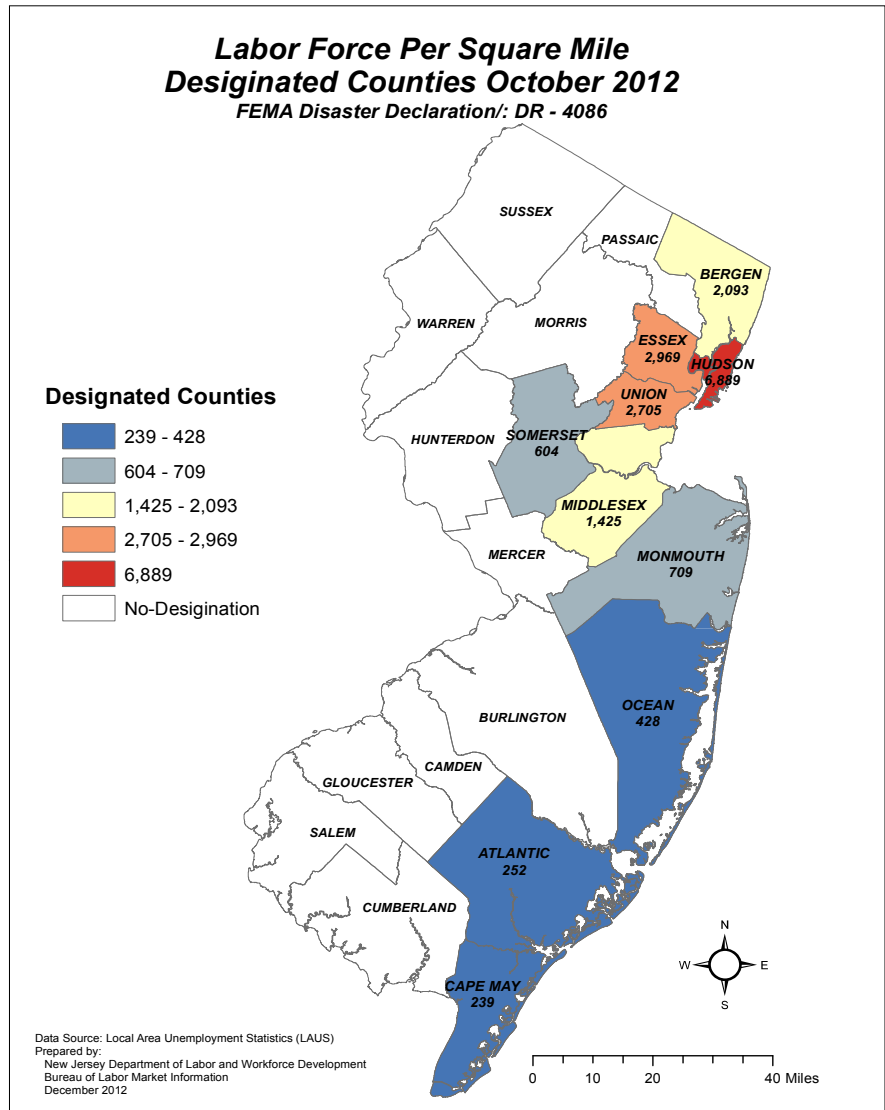 Labor Force Per Square Mile
Desiginated Counties October 2012
FEMA Disaster Declaration/: DR - 4086
SUSSEX
PASSAIC
BERGEN
2,093
WARREN
MORRIS
ESSEX
2,969
HUDSON
6,889
UNION
2,705
Designated Counties
239 - 428
604 - 709
1,425 - 2,093
2,705 - 2,969
6,889
No-Designation
HUNTERDON
SOMERSET
604
MIDDLESEX
1,425
MERCER
MONMOUTH
709
OCEAN
428
BURLINGTON
CAMDEN
GLOUCESTER
SALEM
ATLANTIC
252
CUMBERLAND
CAPE MAY
239
N
W
E
S
Data Source: Local Area Unemployment Statistics (LAUS)
Prepared by:
New Jersey Department of Labor and Workforce Development
Bureau of Labor Market Information
December 2012
0 10 20 40 Miles